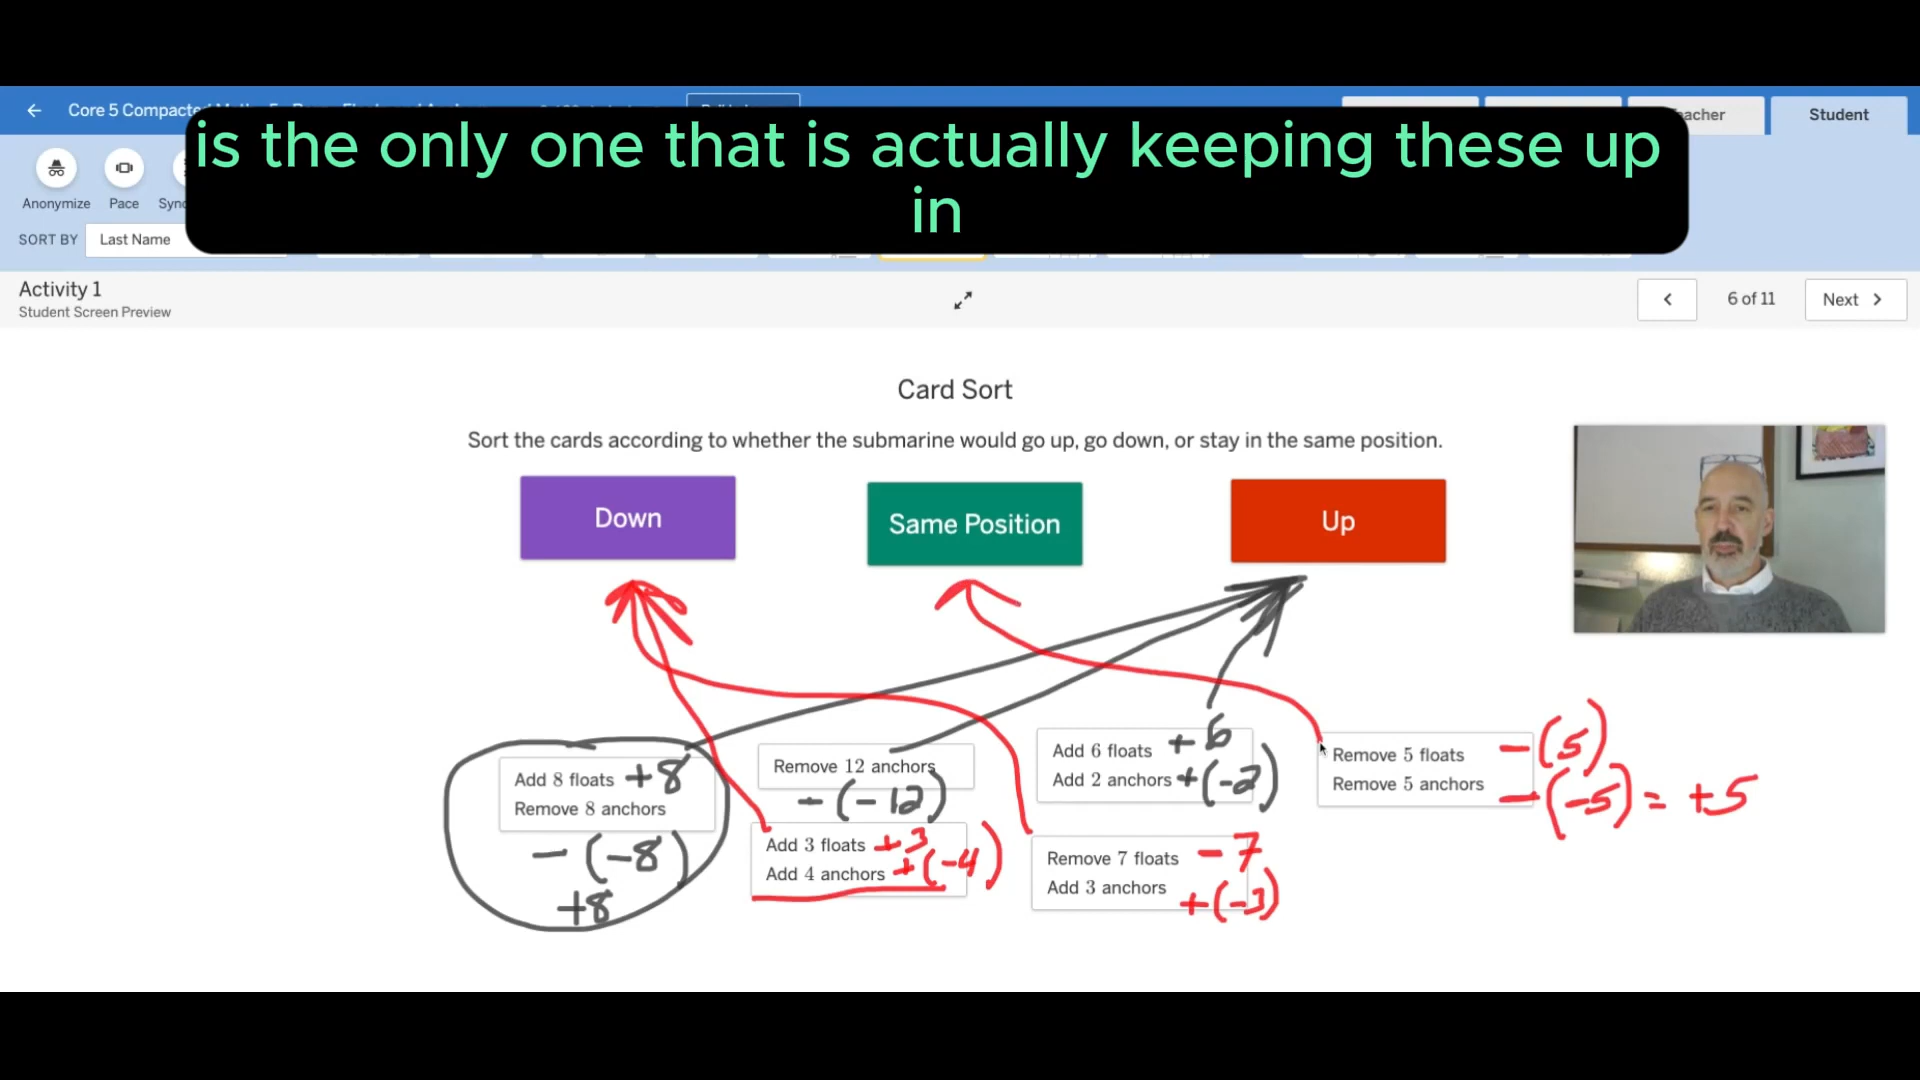 Core 5 Compacted
is the only one that is actually keeping these up
in
Student
Anonymize
Pace
SORT BY
Last Name
Activity 1
Student Screen Preview
6 of 11
Next
Card Sort
Sort the cards according to whether the submarine would go up, go down, or stay in the same position.
Down
Same Position
Up
Add 8 floats +8
Remove 8 anchors
-(-8)
+8
Remove 12 anchors
-(-12)
Add 3 floats +3
Add 4 anchors +(-4)
Add 6 floats +6
Add 2 anchors +(-2)
Remove 7 floats -7
Add 3 anchors +(-3)
Remove 5 floats -(5)
Remove 5 anchors -(-5) = +5